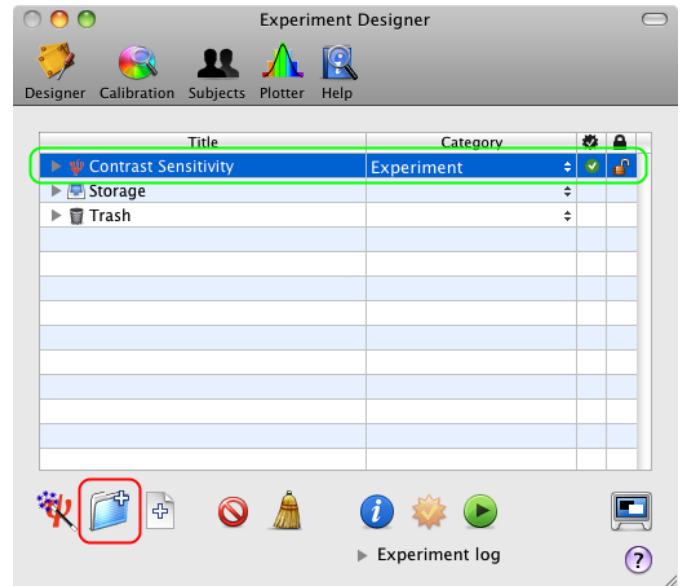 Experiment Designer
Designer Calibration Subjects Plotter Help
Title Category
Contrast Sensitivity Experiment
Storage
Trash
Experiment log
?